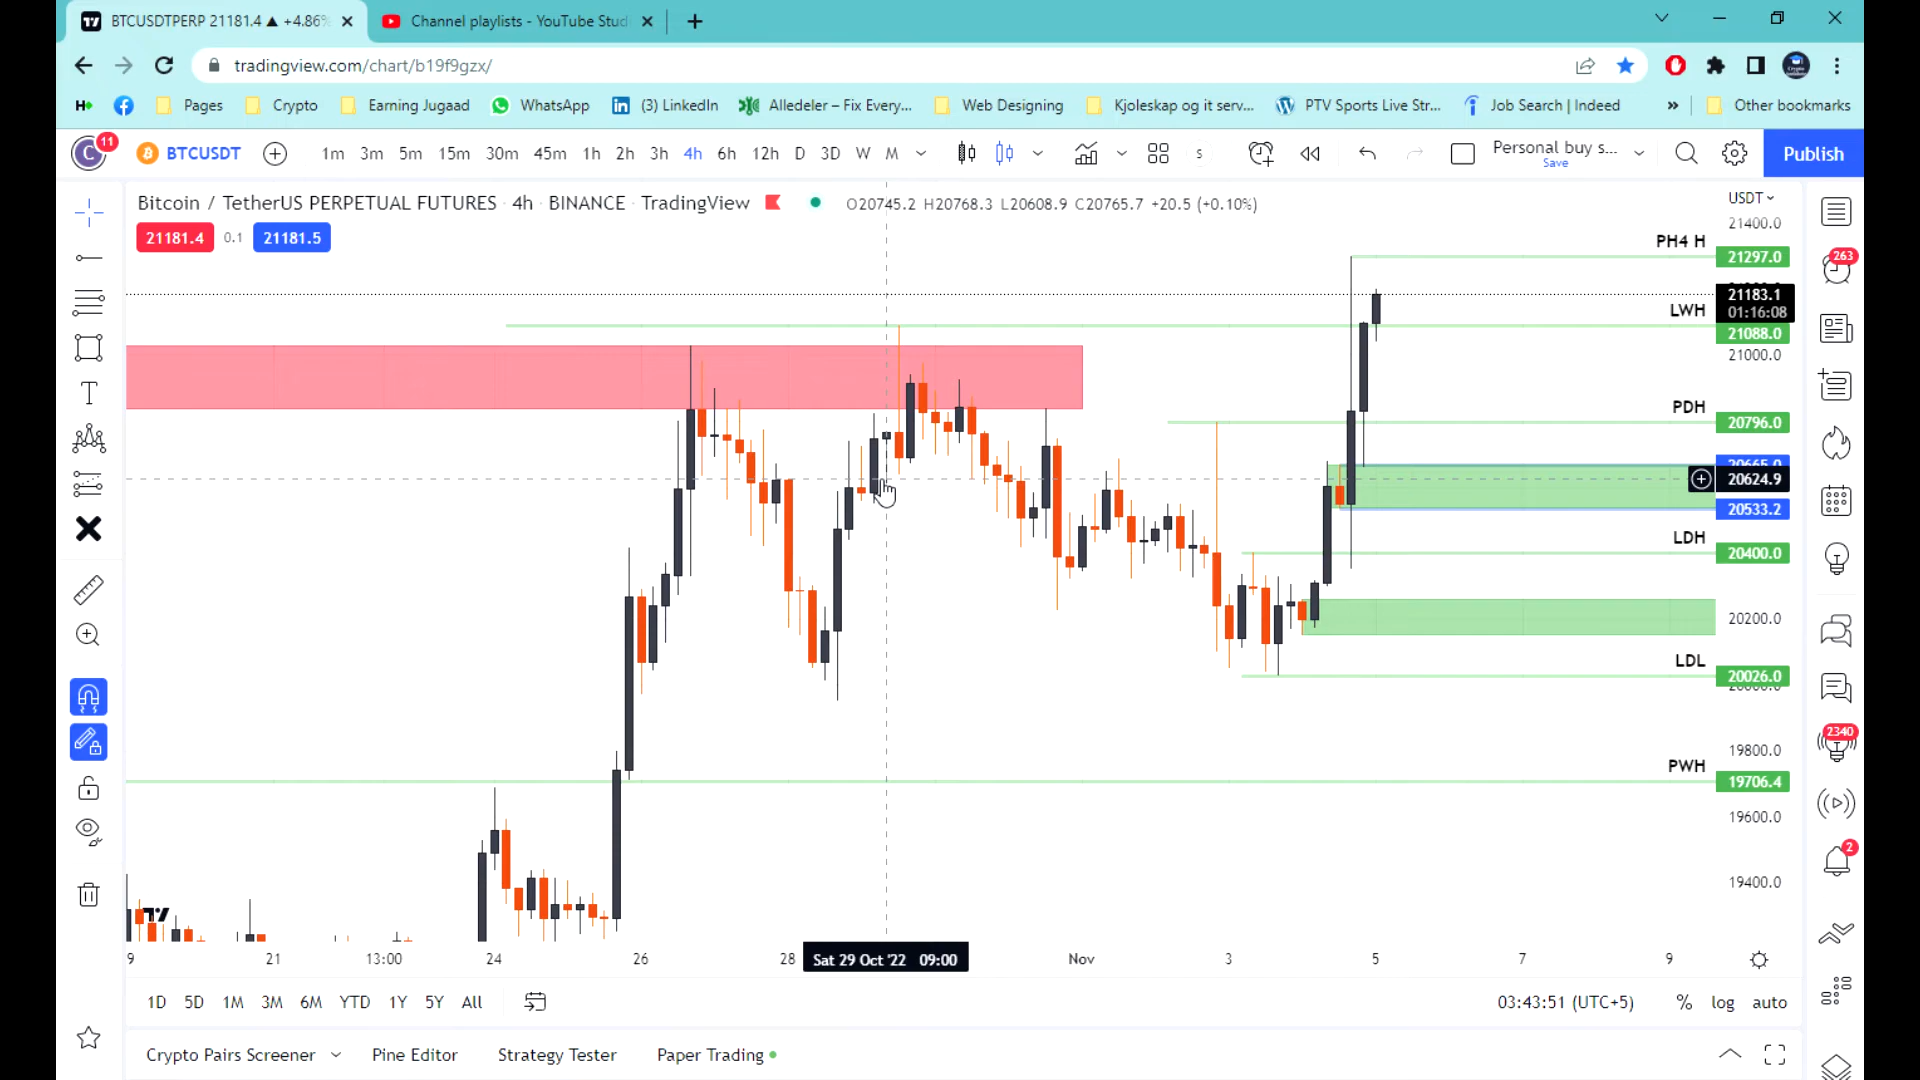 BTCUSDTPERP 21181.4 ▲ +4.86%
Channel playlists - YouTube Stud
tradingview.com/chart/b19f9gzx/
Pages
Crypto
Earning Jugaad
WhatsApp
(3) LinkedIn
Alledeler – Fix Every...
Web Designing
Kjoleskap og it serv...
PTV Sports Live Str...
Job Search | Indeed
»
Other bookmarks
C 11
BTCUSDT
1m 3m 5m 15m 30m 45m 1h 2h 3h 4h 6h 12h D 3D W M
s
Personal buy s...
Save
Publish
Bitcoin / TetherUS PERPETUAL FUTURES · 4h · BINANCE · TradingView
O20745.2 H20768.3 L20608.9 C20765.7 +20.5 (+0.10%)
USDT
21181.4 0.1 21181.5
21400.0
PH4 H
21297.0
263
21183.1
LWH
01:16:08
21088.0
21000.0
PDH
20796.0
20665.0
20624.9
20533.2
LDH
20400.0
20200.0
LDL
20026.0
20000.0
2340
19800.0
PWH
19706.4
19600.0
2
19400.0
9 21 13:00 24 26 28 Sat 29 Oct '22 09:00 Nov 3 5 7 9
1D 5D 1M 3M 6M YTD 1Y 5Y All
03:43:51 (UTC+5) % log auto
Crypto Pairs Screener Pine Editor Strategy Tester Paper Trading